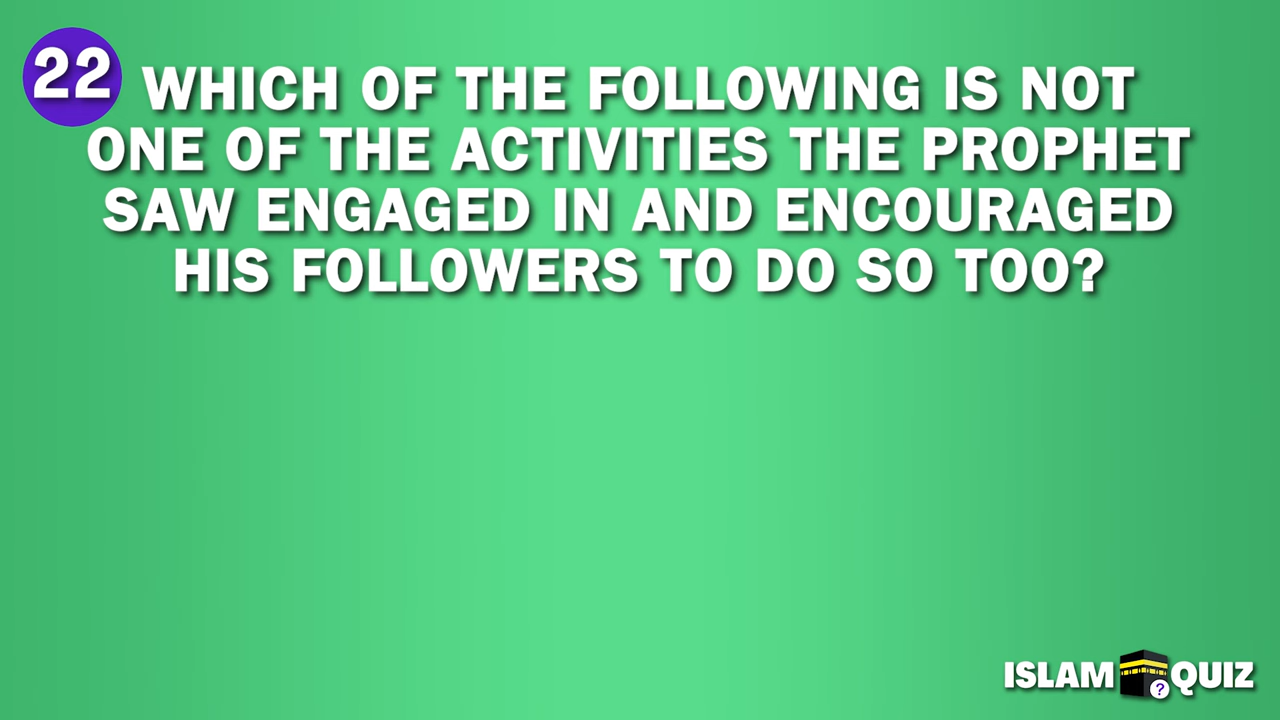 22
WHICH OF THE FOLLOWING IS NOT
ONE OF THE ACTIVITIES THE PROPHET
SAW ENGAGED IN AND ENCOURAGED
HIS FOLLOWERS TO DO SO TOO?
ISLAM ? QUIZ